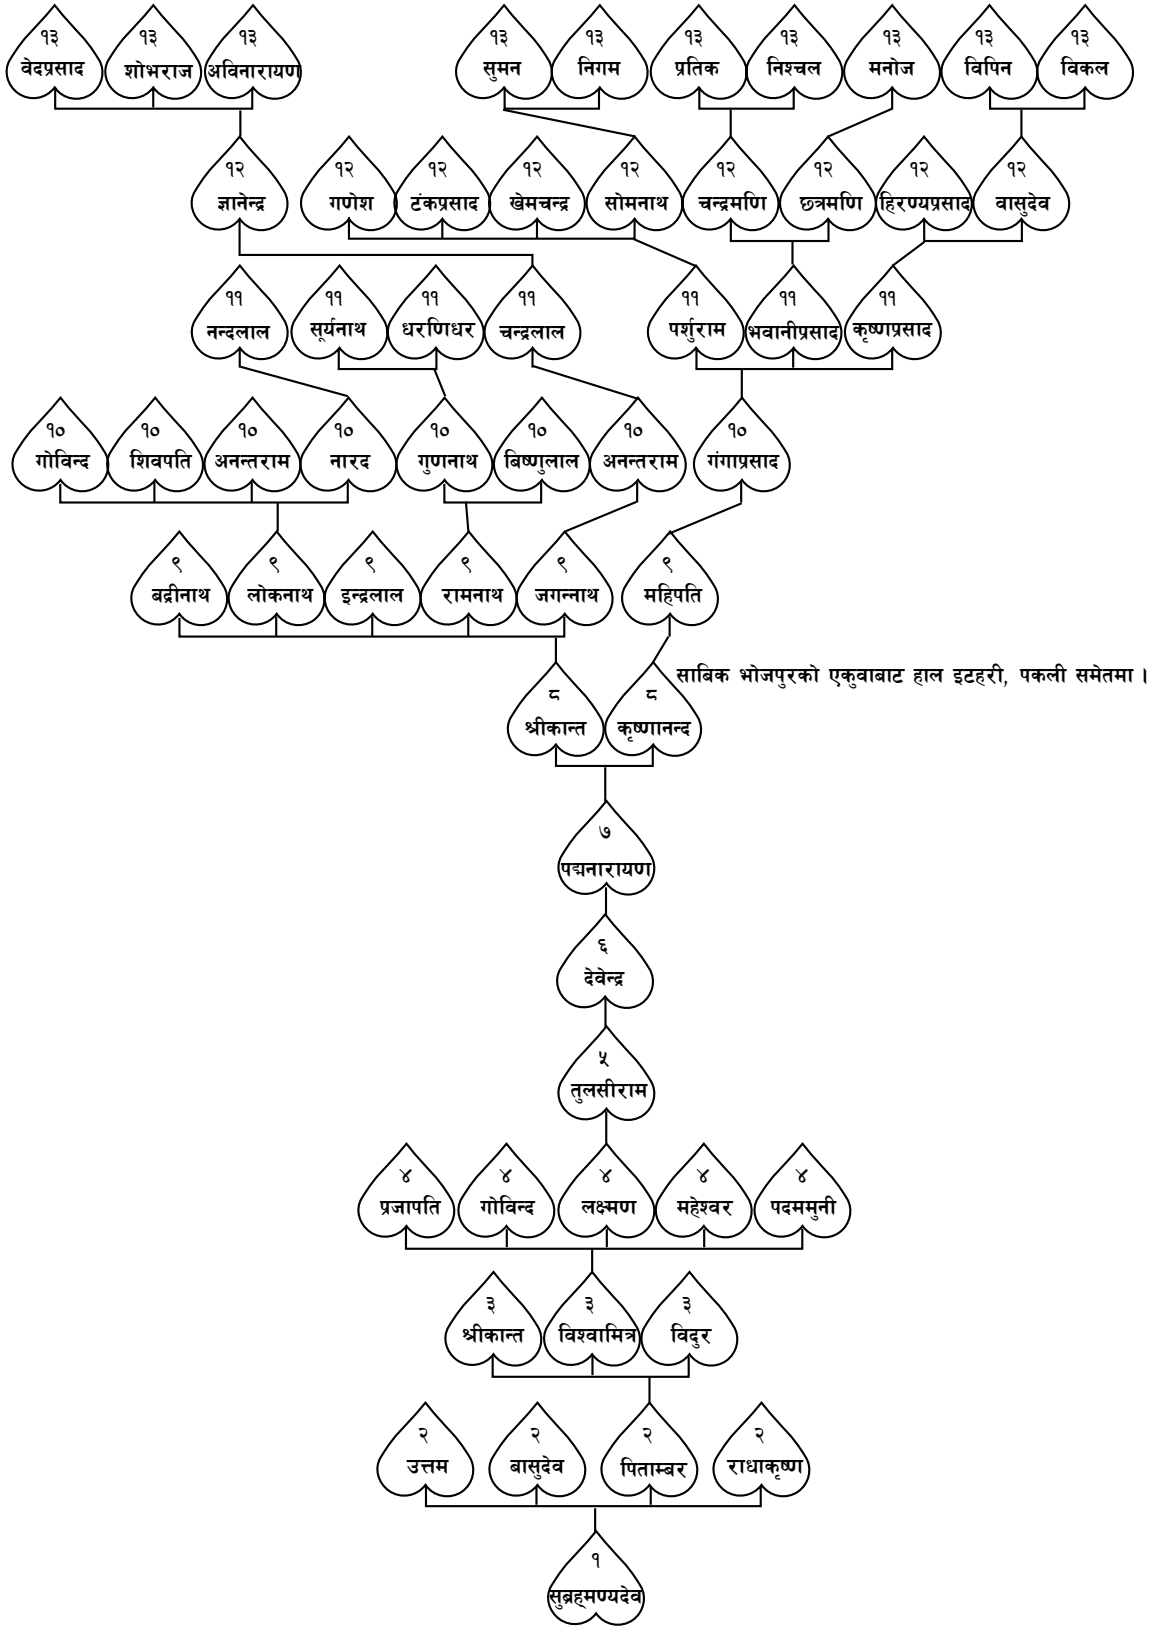 १३ १३ १३ १३ १३ १३ १३ १३ १३ १३
वेदप्रसाद शोभराज अविनारायण सुमन निगम प्रतिक निश्चल मनोज विपिन विकल
१२ १२ १२ १२ १२ १२ १२ १२ १२
ज्ञानेन्द्र गणेश टंकप्रसाद खेमचन्द्र सोमनाथ चन्द्रमणि छत्रमणि हिरण्यप्रसाद वासुदेव
११ ११ ११ ११ ११ ११ ११
नन्दलाल सूर्यनाथ धरणिधर चन्द्रलाल पर्शुराम भवानीप्रसाद कृष्णप्रसाद
१० १० १० १० १० १० १० १०
गोविन्द शिवपति अनन्तराम नारद गुणनाथ बिष्णुलाल अनन्तराम गंगाप्रसाद
९ ९ ९ ९ ९ ९
बद्रीनाथ लोकनाथ इन्द्रलाल रामनाथ जगन्नाथ महिपति
साबिक भोजपुरको एकुवाबाट हाल इटहरी, पकली समेतमा ।
८ ८
श्रीकान्त कृष्णानन्द
७
पद्मनारायण
६
देवेन्द्र
५
तुलसीराम
४ ४ ४ ४ ४
प्रजापति गोविन्द लक्ष्मण महेश्वर पदममुनी
३ ३ ३
श्रीकान्त विश्वामित्र विदुर
२ २ २ २
उत्तम बासुदेव पिताम्बर राधाकृष्ण
१
सुब्रह्मण्यदेव